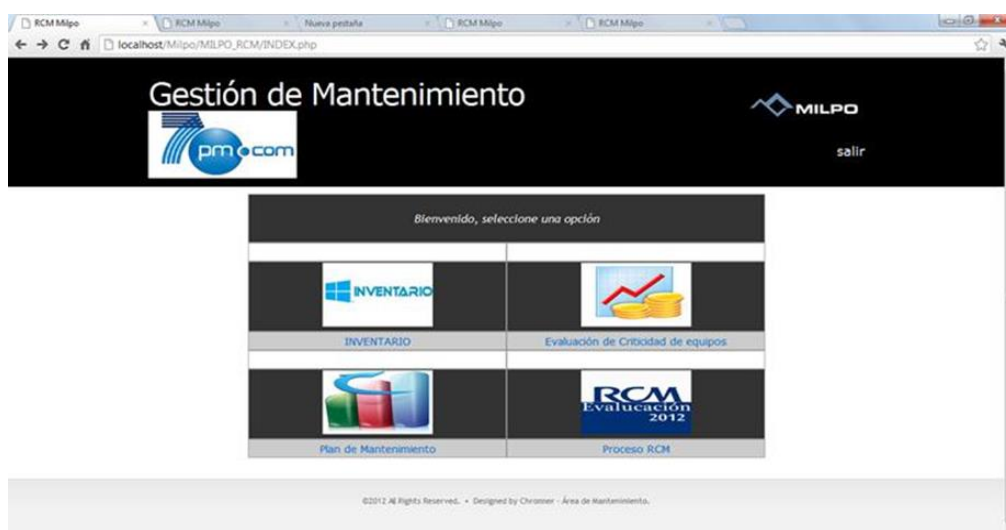 RCM Milpo
RCM Milpo
Nueva pestaña
RCM Milpo
RCM Milpo
localhost/Milpo/MILPO_RCM/INDEX.php
Gestión de Mantenimiento
MILPO
7pm.com
salir
Bienvenido, seleccione una opción
INVENTARIO
INVENTARIO
Evaluación de Criticidad de equipos
RCM
Evalucación
2012
Plan de Mantenimiento
Proceso RCM
©2012 All Rights Reserved. • Designed by Chronner - Área de Mantenimiento.